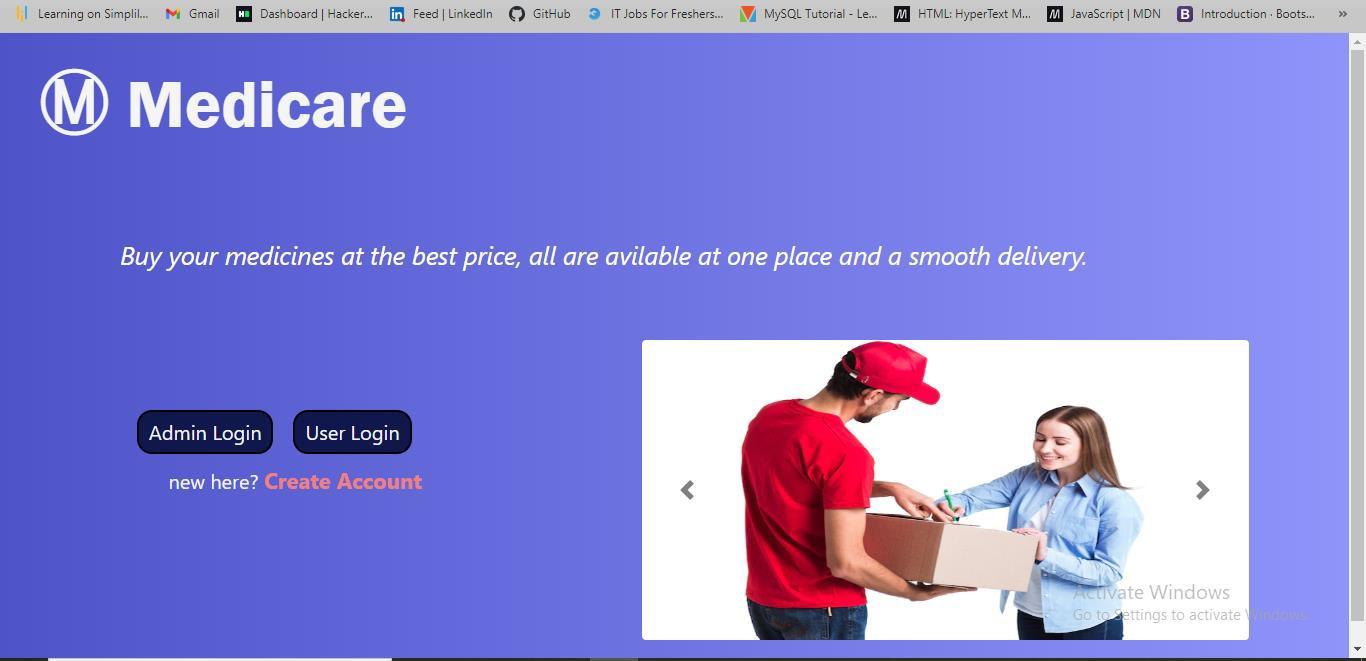 Learning on Simplil... Gmail Dashboard | Hacker... Feed | LinkedIn GitHub IT Jobs For Freshers... MySQL Tutorial - Le... HTML: HyperText M... JavaScript | MDN Introduction · Boots... »
M Medicare
Buy your medicines at the best price, all are avilable at one place and a smooth delivery.
Admin Login User Login
new here? Create Account
Activate Windows
Go to Settings to activate Windows.